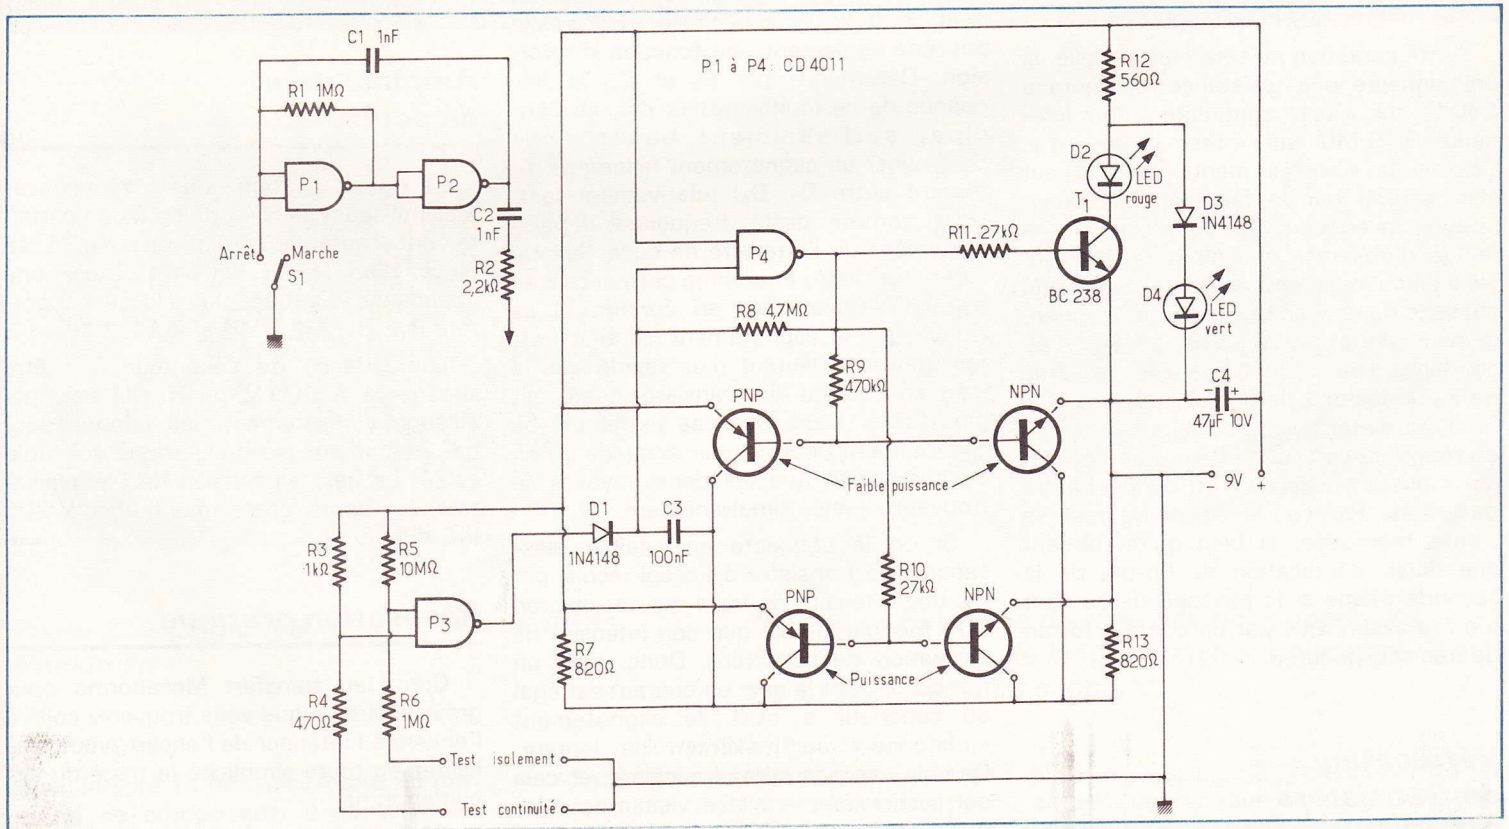 C1 1nF
P1 à P4: CD 4011
R12
560Ω
R1 1MΩ
D2
LED
rouge
P1
P2
T1
D3
1N4148
C2
1nF
R11_27kΩ
P4
Arrêt
Marche
S1
R2
2,2kΩ
BC 238
D4
LED
vert
R8 4,7MΩ
R9
470kΩ
PNP
NPN
C4
- +
47µF 10V
Faible puissance
- 9V +
D1
1N4148
C3
100nF
R3
1kΩ
R5
10MΩ
R10
27kΩ
PNP
NPN
P3
R7
820Ω
R13
820Ω
Puissance
R4
470Ω
R6
1MΩ
Test isolement
Test continuité